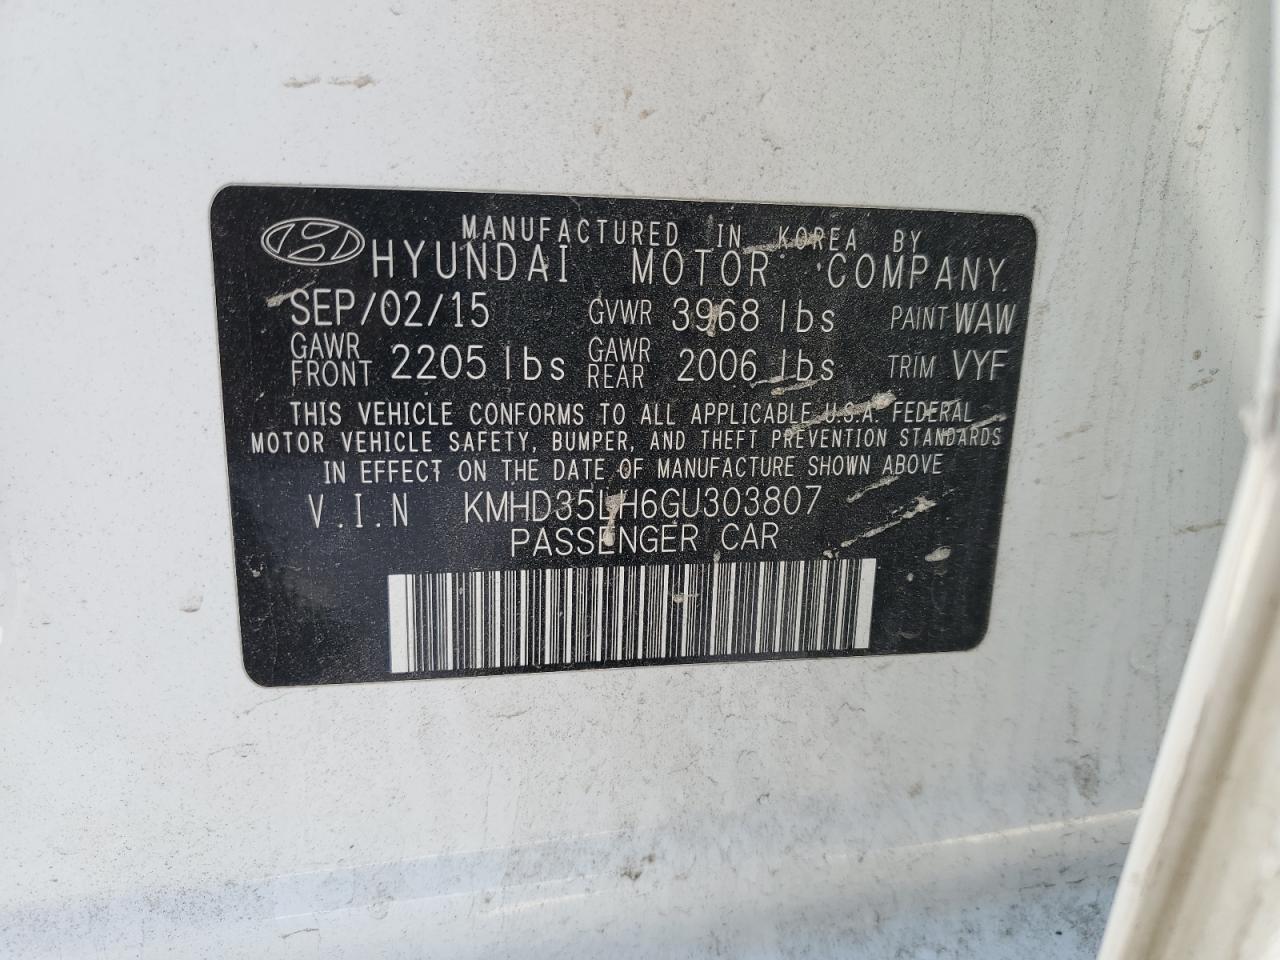 MANUFACTURED IN KOREA BY
HYUNDAI MOTOR COMPANY
SEP/02/15 GVWR 3968 lbs PAINT WAW
GAWR FRONT 2205 lbs GAWR REAR 2006 lbs TRIM VYF
THIS VEHICLE CONFORMS TO ALL APPLICABLE U.S.A. FEDERAL
MOTOR VEHICLE SAFETY, BUMPER, AND THEFT PREVENTION STANDARDS
IN EFFECT ON THE DATE OF MANUFACTURE SHOWN ABOVE
V.I.N KMHD35LH6GU303807
PASSENGER CAR